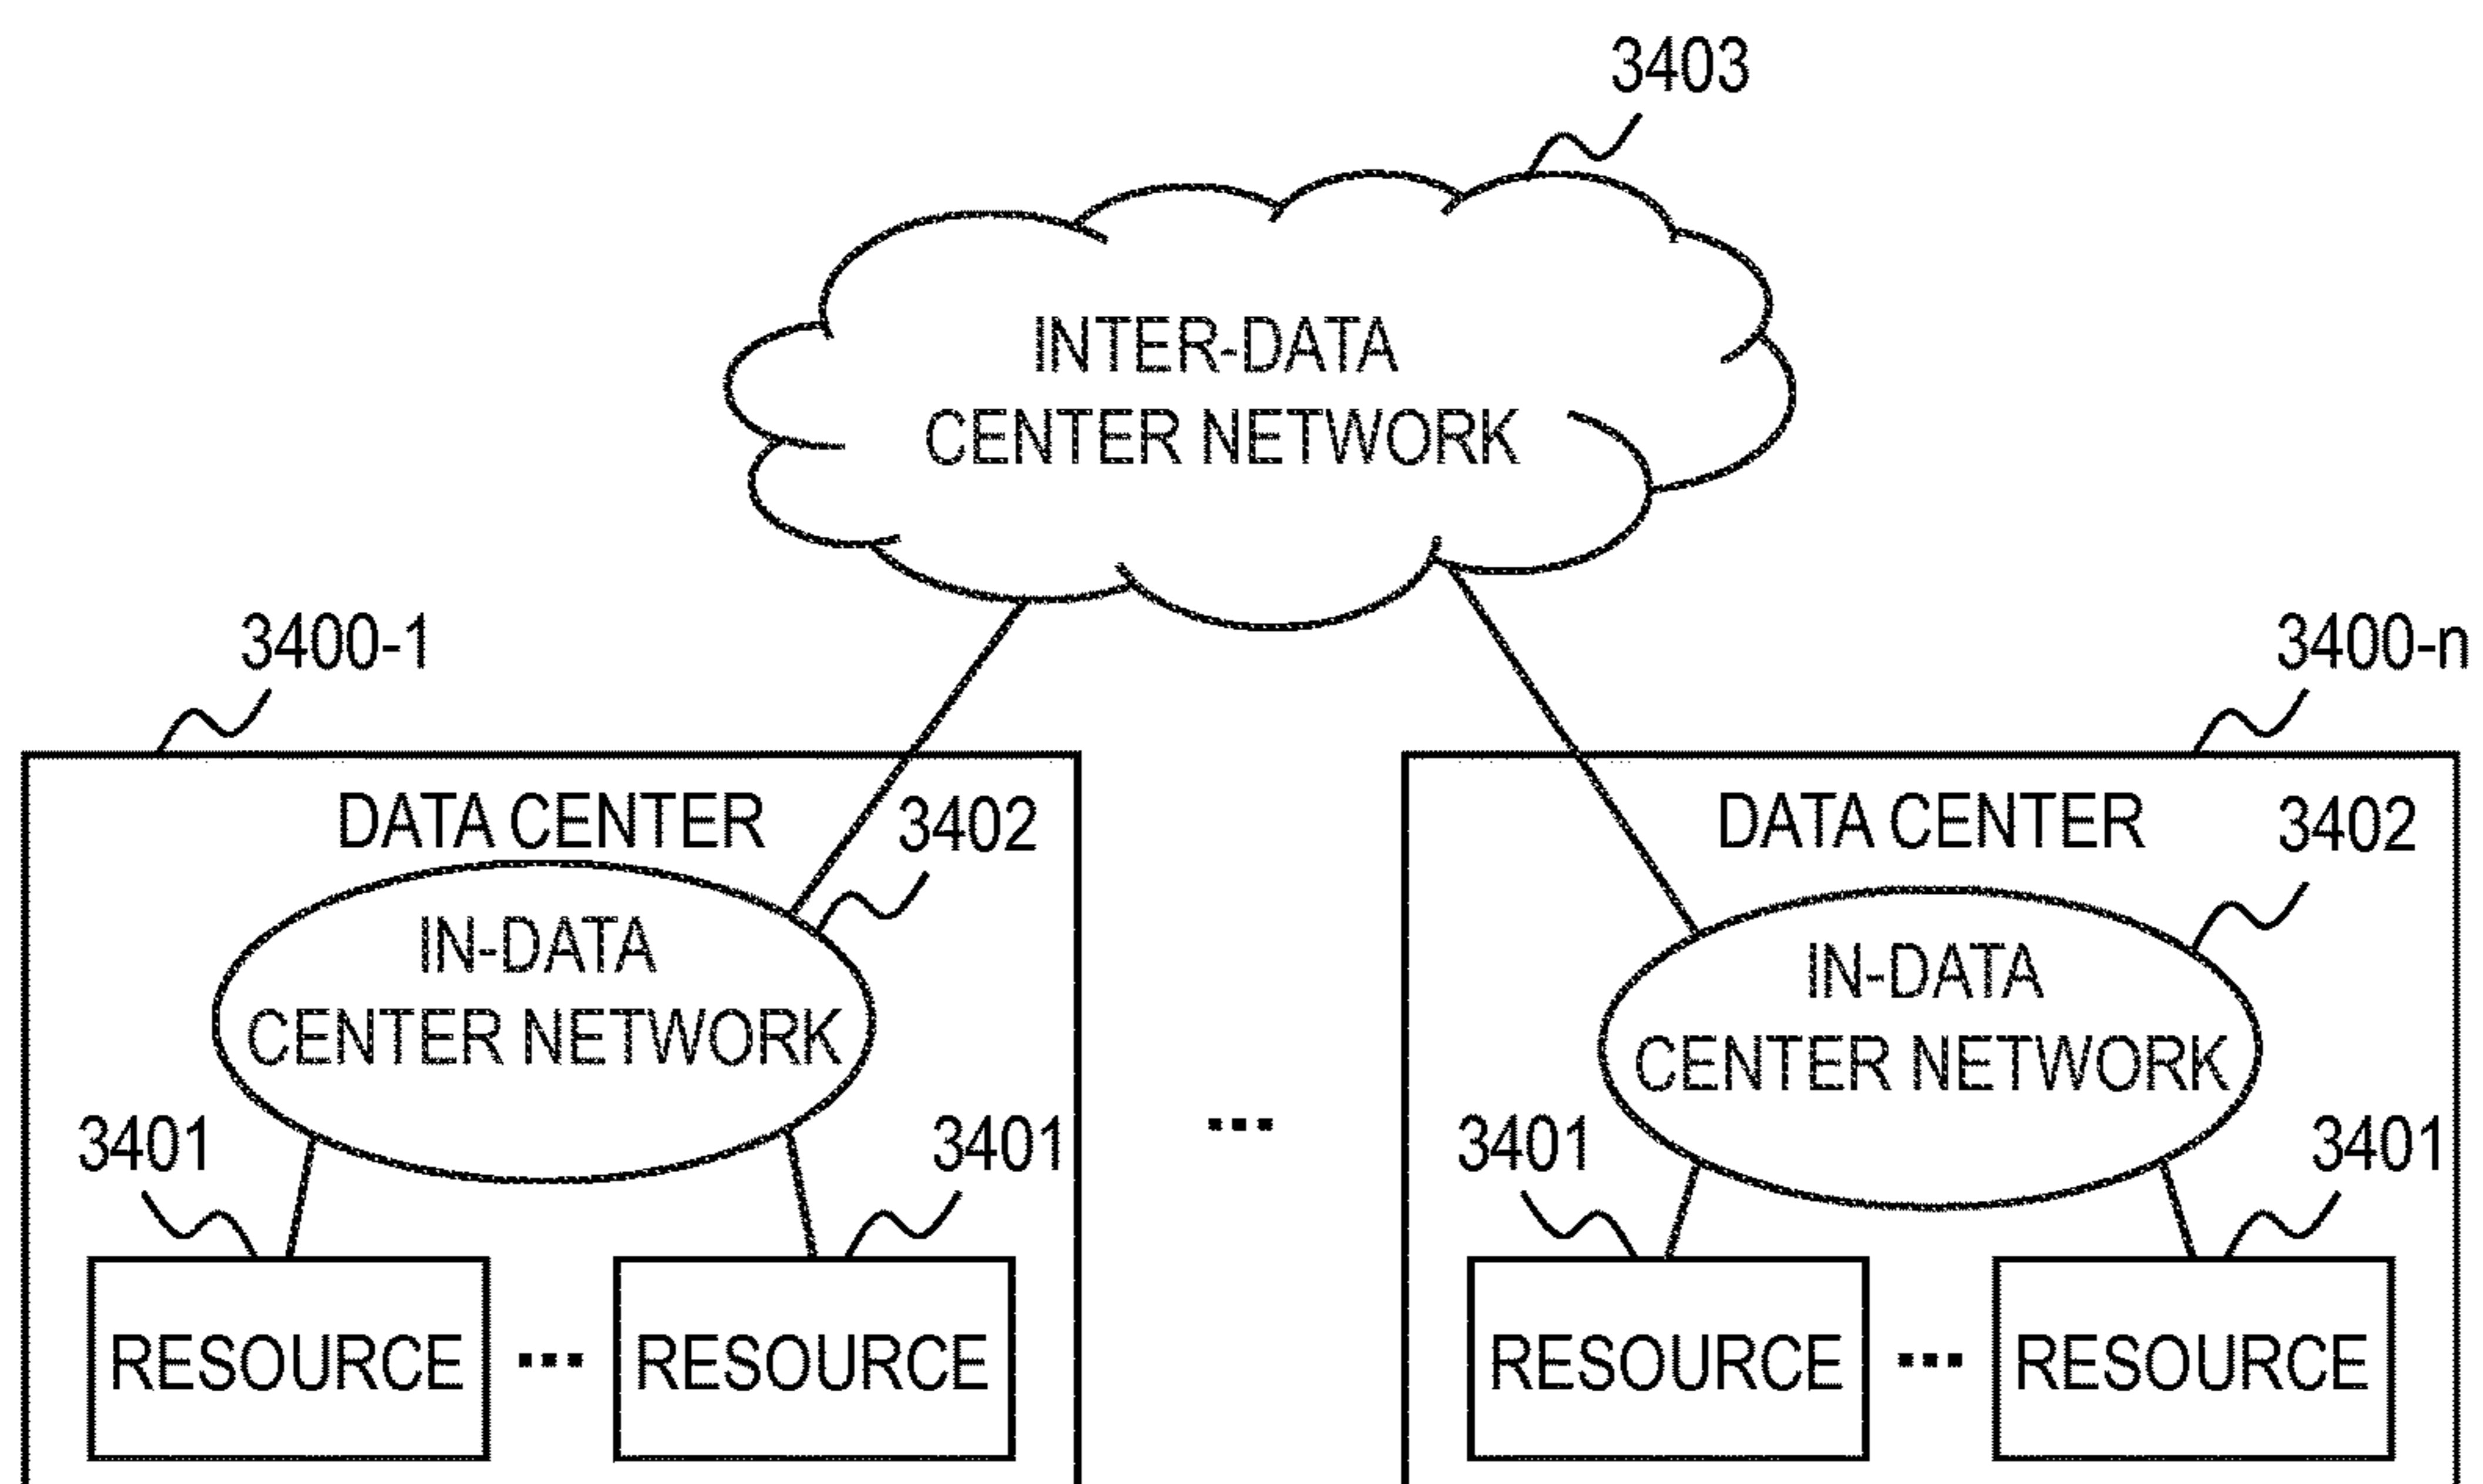 3403
INTER-DATA
CENTER NETWORK
3400-1
3400-n
DATA CENTER
3402
IN-DATA
CENTER NETWORK
3401
3401
RESOURCE
...
RESOURCE
...
DATA CENTER
3402
IN-DATA
CENTER NETWORK
3401
3401
RESOURCE
...
RESOURCE